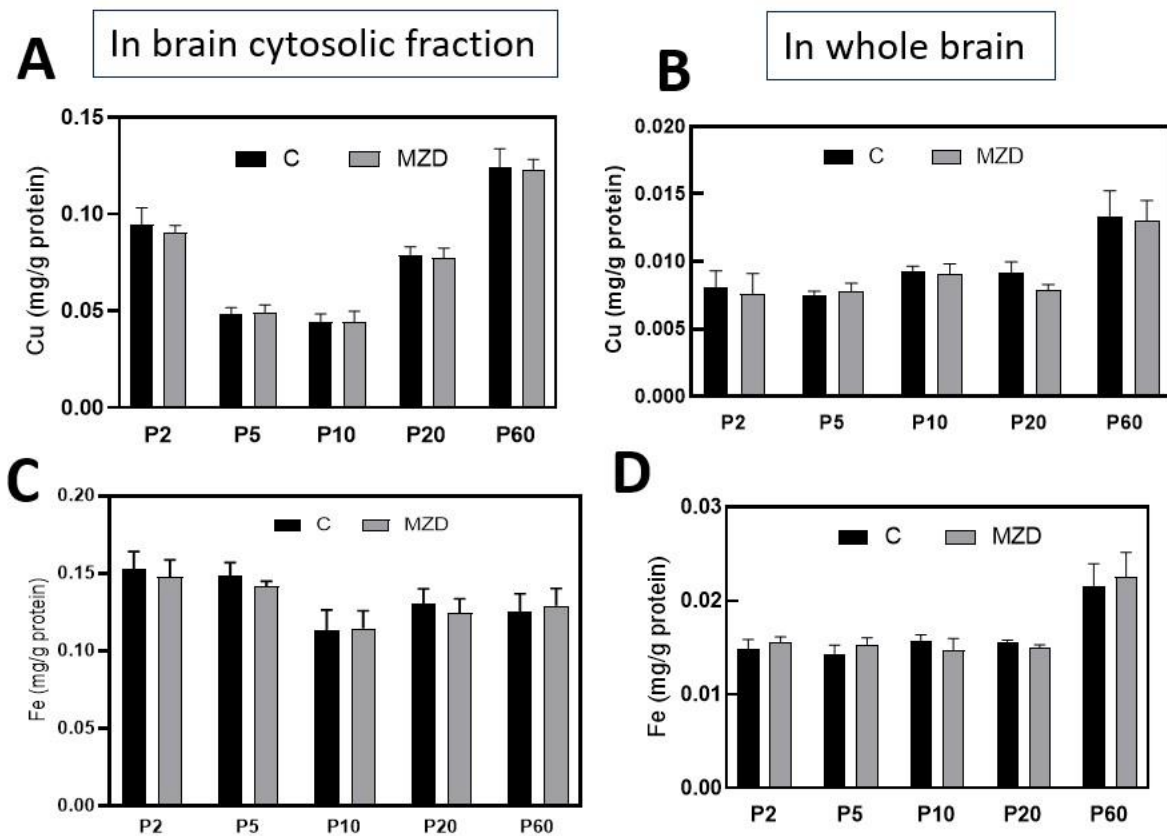 In brain cytosolic fraction
In whole brain
A
Cu (mg/g protein)
0.15
0.10
0.05
0.00
C MZD
P2 P5 P10 P20 P60
B
Cu (mg/g protein)
0.020
0.015
0.010
0.005
0.000
C MZD
P2 P5 P10 P20 P60
C
Fe (mg/g protein)
0.20
0.15
0.10
0.05
0.00
C MZD
P2 P5 P10 P20 P60
D
Fe (mg/g protein)
0.03
0.02
0.01
0.00
C MZD
P2 P5 P10 P20 P60